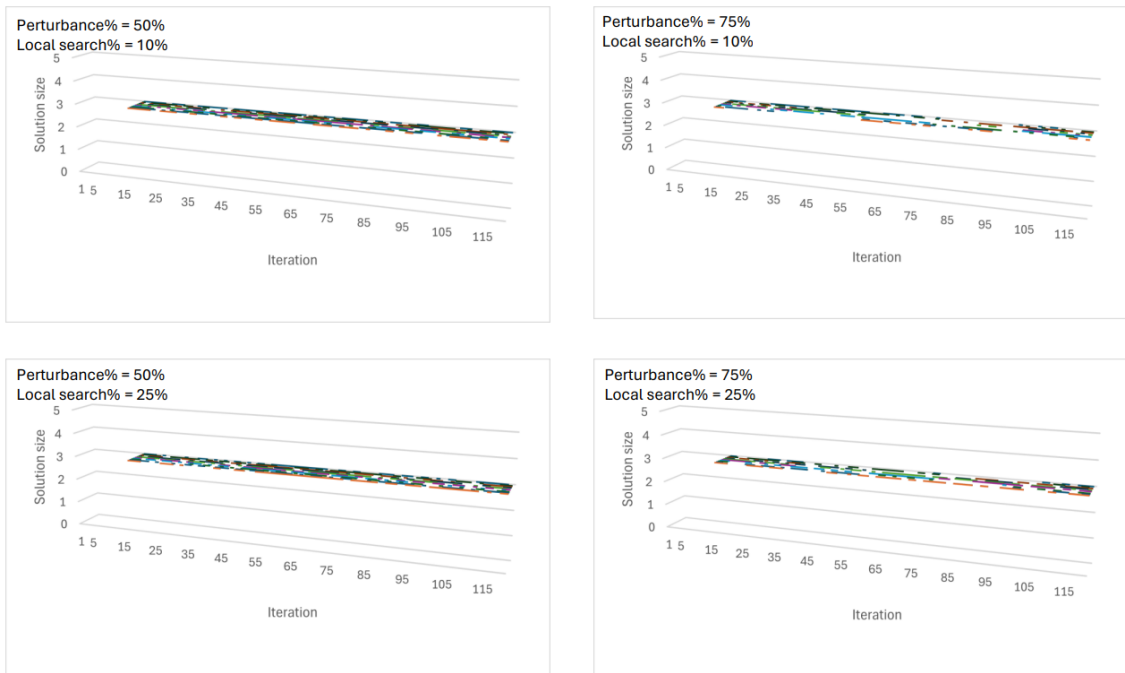 Perturbance% = 50%
Local search% = 10%
5
4
3
2
1
0
Solution size
1 5 15 25 35 45 55 65 75 85 95 105 115
Iteration
Perturbance% = 75%
Local search% = 10%
5
4
3
2
1
0
Solution size
1 5 15 25 35 45 55 65 75 85 95 105 115
Iteration
Perturbance% = 50%
Local search% = 25%
5
4
3
2
1
0
Solution size
1 5 15 25 35 45 55 65 75 85 95 105 115
Iteration
Perturbance% = 75%
Local search% = 25%
5
4
3
2
1
0
Solution size
1 5 15 25 35 45 55 65 75 85 95 105 115
Iteration